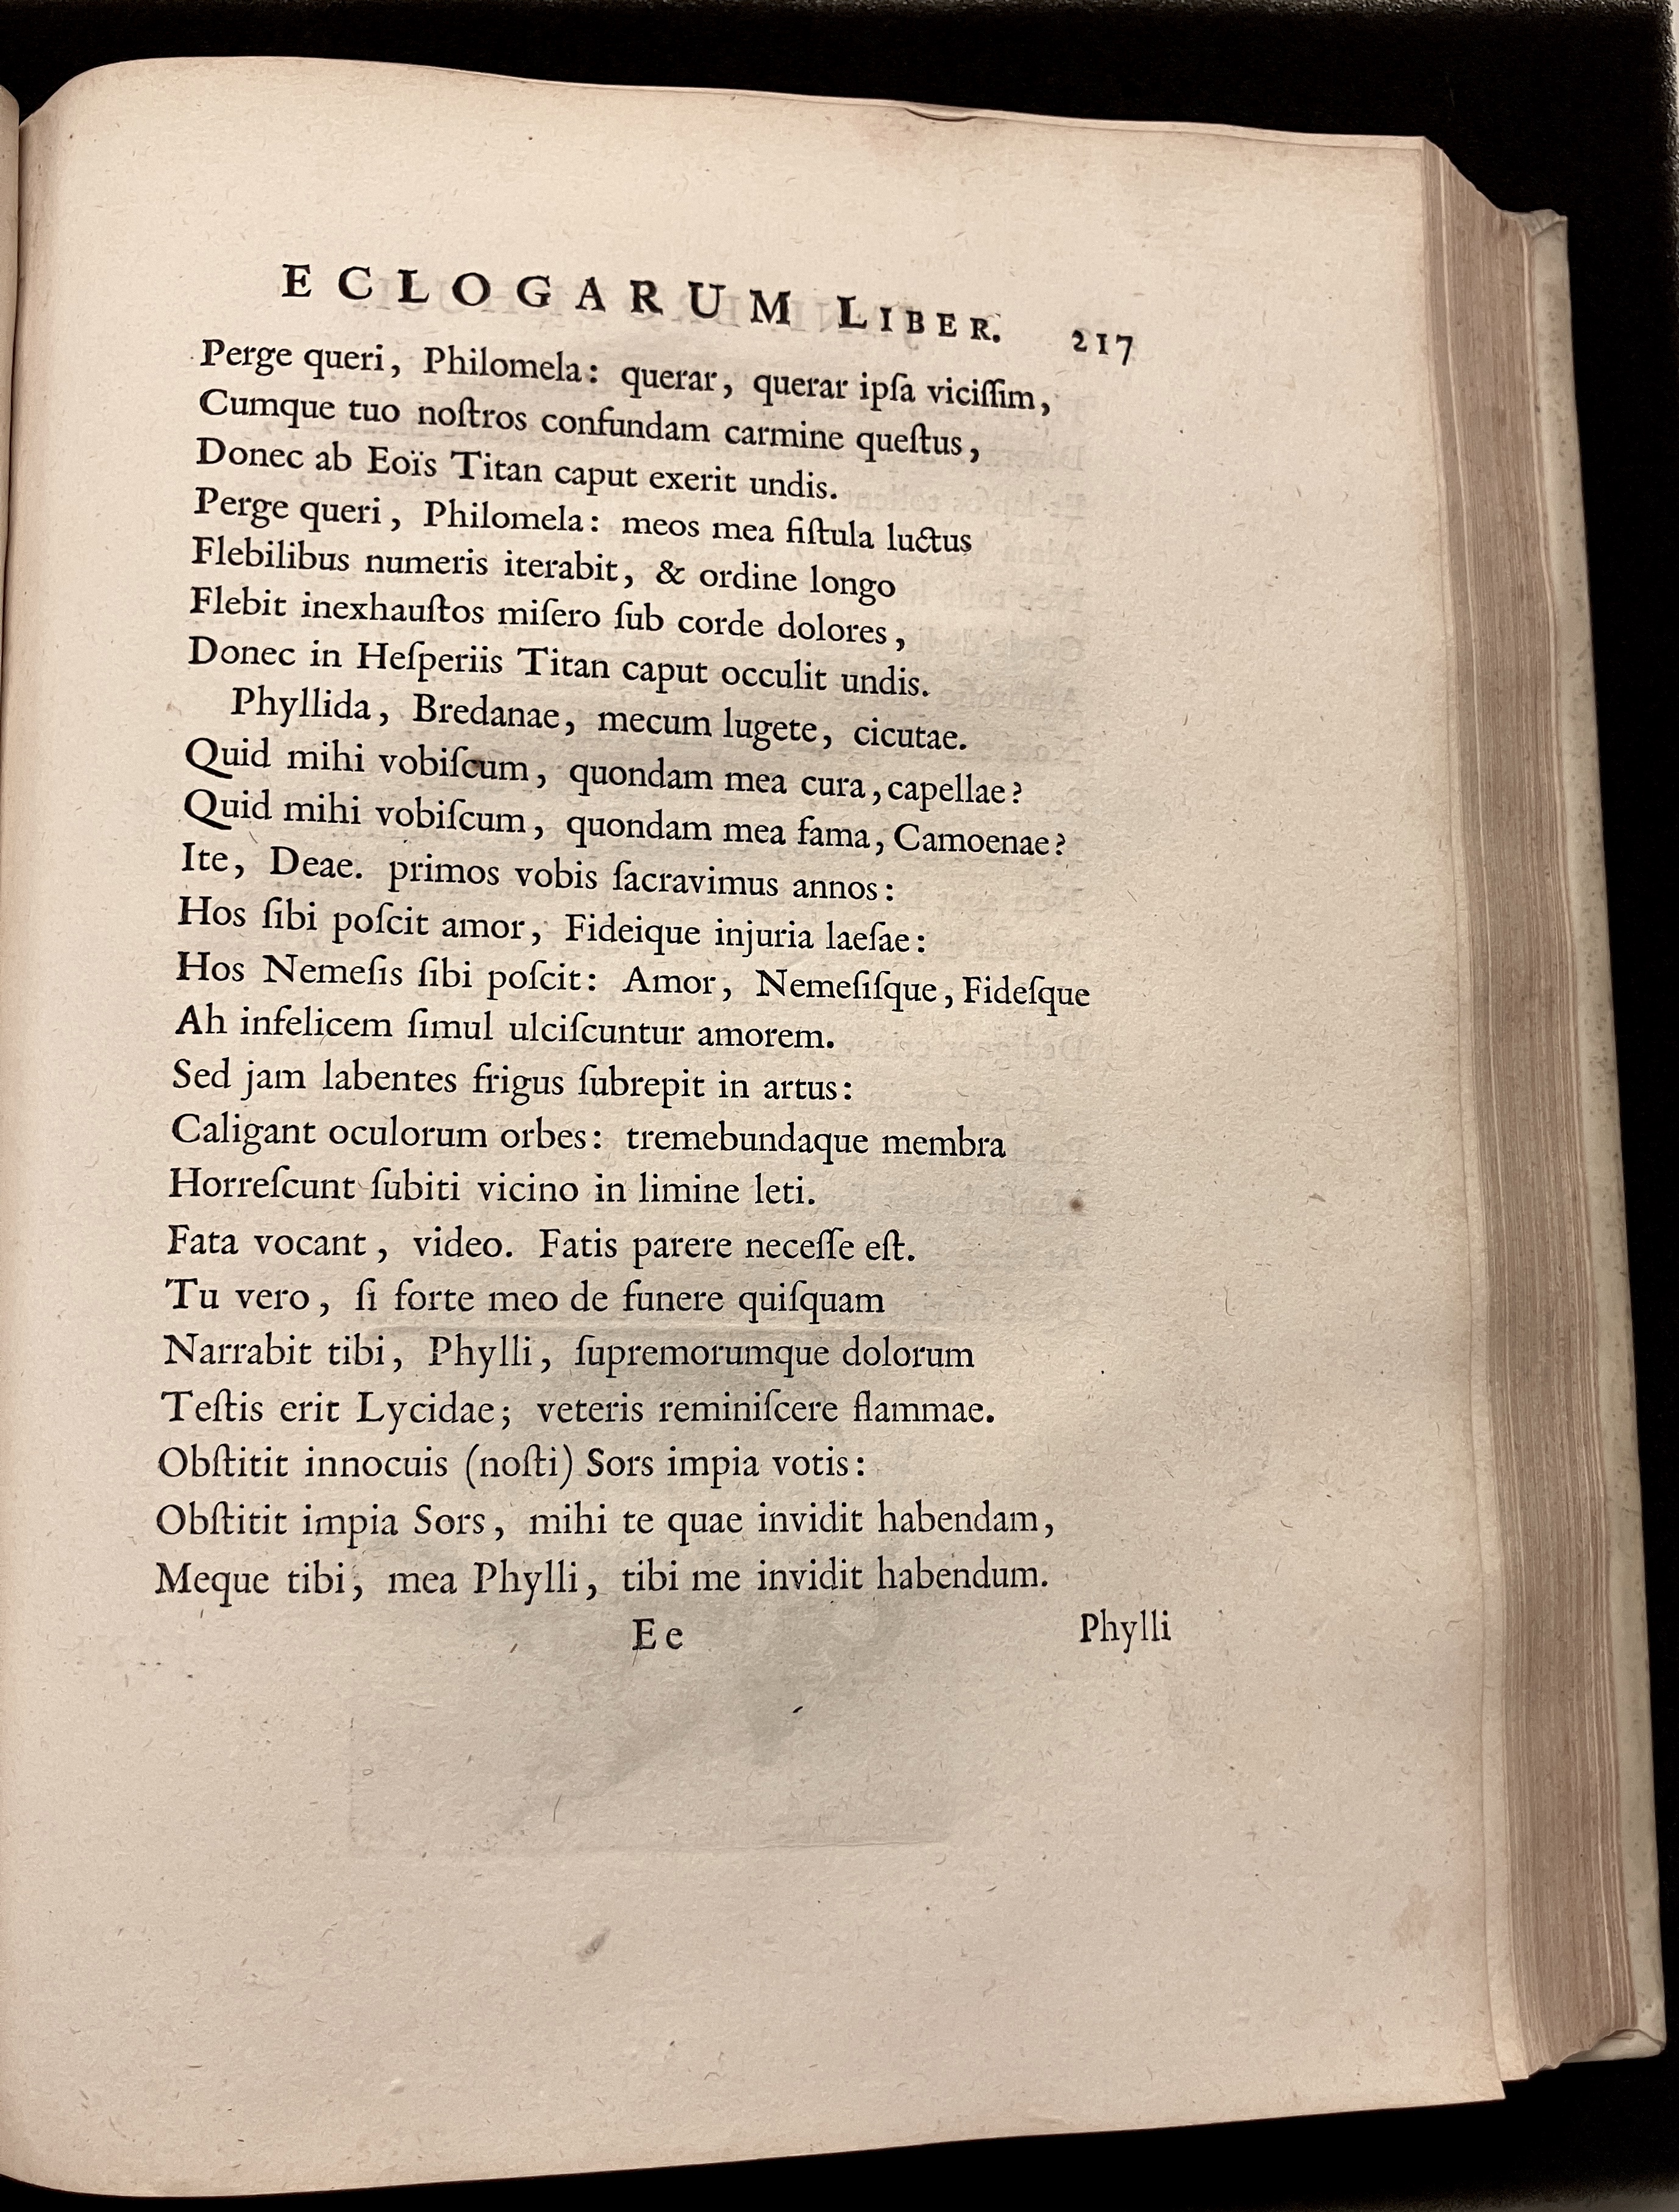 ECLOGARUM LIBER. 217
Perge queri, Philomela: querar, querar ipſa viciſſim,
Cumque tuo noſtros confundam carmine queſtus,
Donec ab Eoïs Titan caput exerit undis.
Perge queri, Philomela: meos mea fiſtula luctus
Flebilibus numeris iterabit, & ordine longo
Flebit inexhauſtos miſero ſub corde dolores,
Donec in Heſperiis Titan caput occulit undis.
Phyllida, Bredanae, mecum lugete, cicutae.
Quid mihi vobiſcum, quondam mea cura, capellae?
Quid mihi vobiſcum, quondam mea fama, Camoenae?
Ite, Deae. primos vobis ſacravimus annos:
Hos ſibi poſcit amor, Fideique injuria laeſae:
Hos Nemeſis ſibi poſcit: Amor, Nemeſiſque, Fideſque
Ah infelicem ſimul ulciſcuntur amorem.
Sed jam labentes frigus ſubrepit in artus:
Caligant oculorum orbes: tremebundaque membra
Horreſcunt ſubiti vicino in limine leti.
Fata vocant, video. Fatis parere neceſſe eſt.
Tu vero, ſi forte meo de funere quiſquam
Narrabit tibi, Phylli, ſupremorumque dolorum
Teſtis erit Lycidae; veteris reminiſcere flammae.
Obſtitit innocuis (noſti) Sors impia votis:
Obſtitit impia Sors, mihi te quae invidit habendam,
Meque tibi, mea Phylli, tibi me invidit habendum.
Ee Phylli